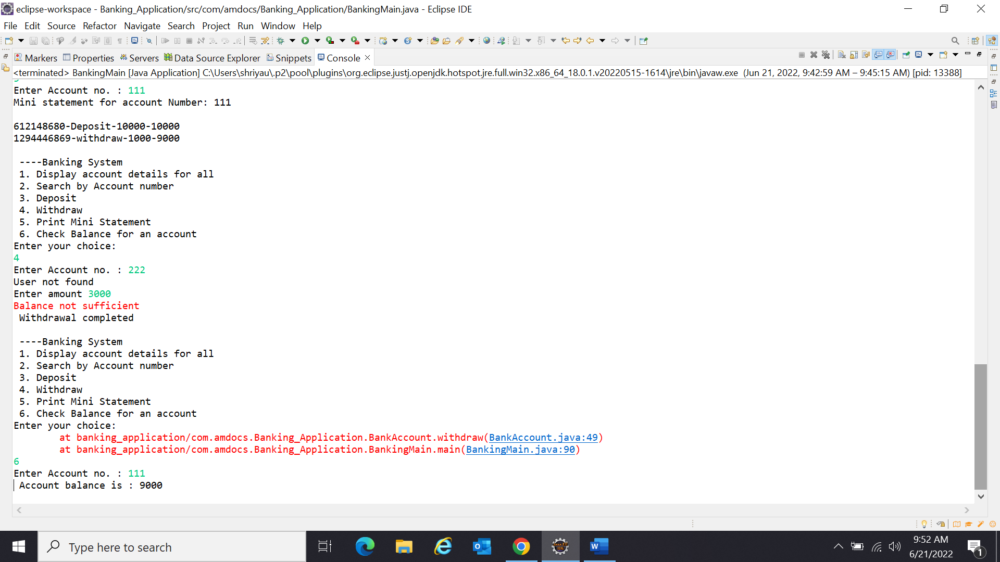 eclipse-workspace - Banking_Application/src/com/amdocs/Banking_Application/BankingMain.java - Eclipse IDE
File Edit Source Refactor Navigate Search Project Run Window Help
Markers Properties Servers Data Source Explorer Snippets Console
<terminated> BankingMain [Java Application] C:\Users\shriyau\.p2\pool\plugins\org.eclipse.justj.openjdk.hotspot.jre.full.win32.x86_64_18.0.1.v20220515-1614\jre\bin\javaw.exe (Jun 21, 2022, 9:42:59 AM – 9:45:15 AM) [pid: 13388]
Enter Account no. : 111
Mini statement for account Number: 111
612148680-Deposit-10000-10000
1294446869-withdraw-1000-9000
----Banking System
1. Display account details for all
2. Search by Account number
3. Deposit
4. Withdraw
5. Print Mini Statement
6. Check Balance for an account
Enter your choice:
4
Enter Account no. : 222
User not found
Enter amount 3000
Balance not sufficient
Withdrawal completed
----Banking System
1. Display account details for all
2. Search by Account number
3. Deposit
4. Withdraw
5. Print Mini Statement
6. Check Balance for an account
Enter your choice:
at banking_application/com.amdocs.Banking_Application.BankAccount.withdraw(BankAccount.java:49)
at banking_application/com.amdocs.Banking_Application.BankingMain.main(BankingMain.java:90)
6
Enter Account no. : 111
Account balance is : 9000
Type here to search
9:52 AM
6/21/2022
1